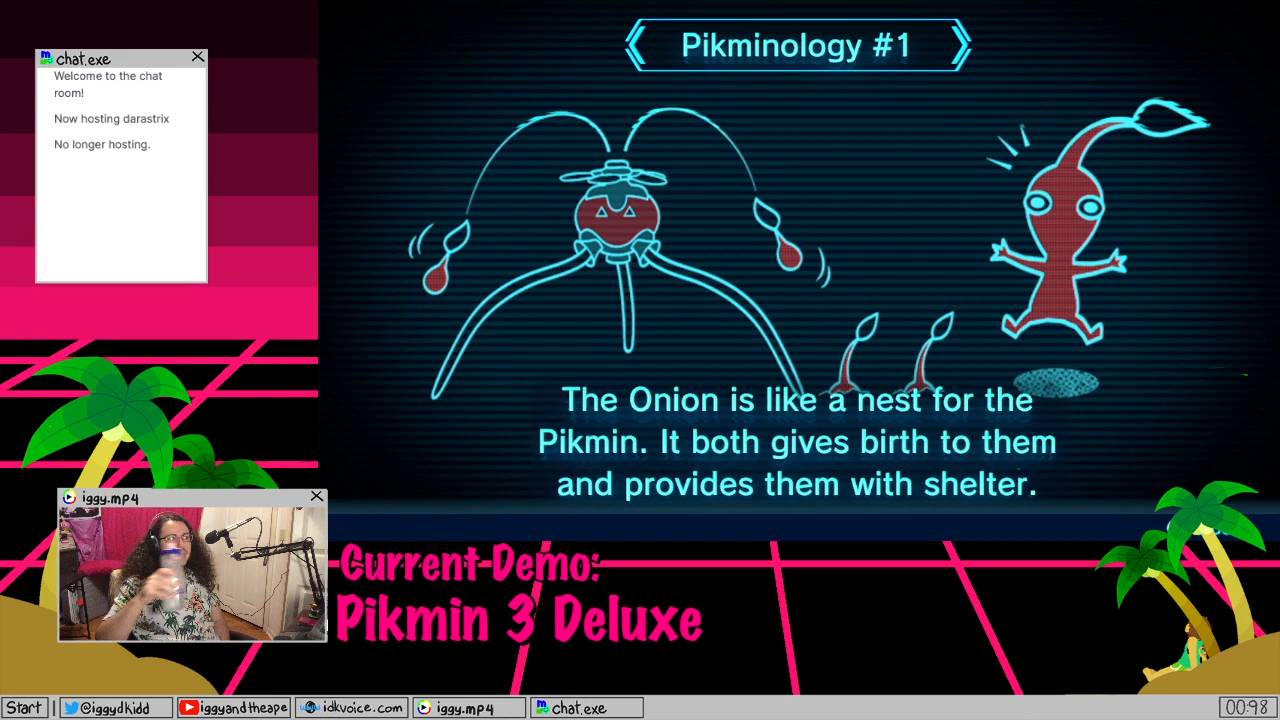 Pikminology #1
chat.exe
Welcome to the chat
room!
Now hosting darastrix
No longer hosting.
The Onion is like a nest for the
Pikmin. It both gives birth to them
and provides them with shelter.
iggy.mp4
Current Demo:
Pikmin 3 Deluxe
Start | @iggydkidd iggyandtheape www idkvoice.com iggy.mp4 chat.exe 00:98